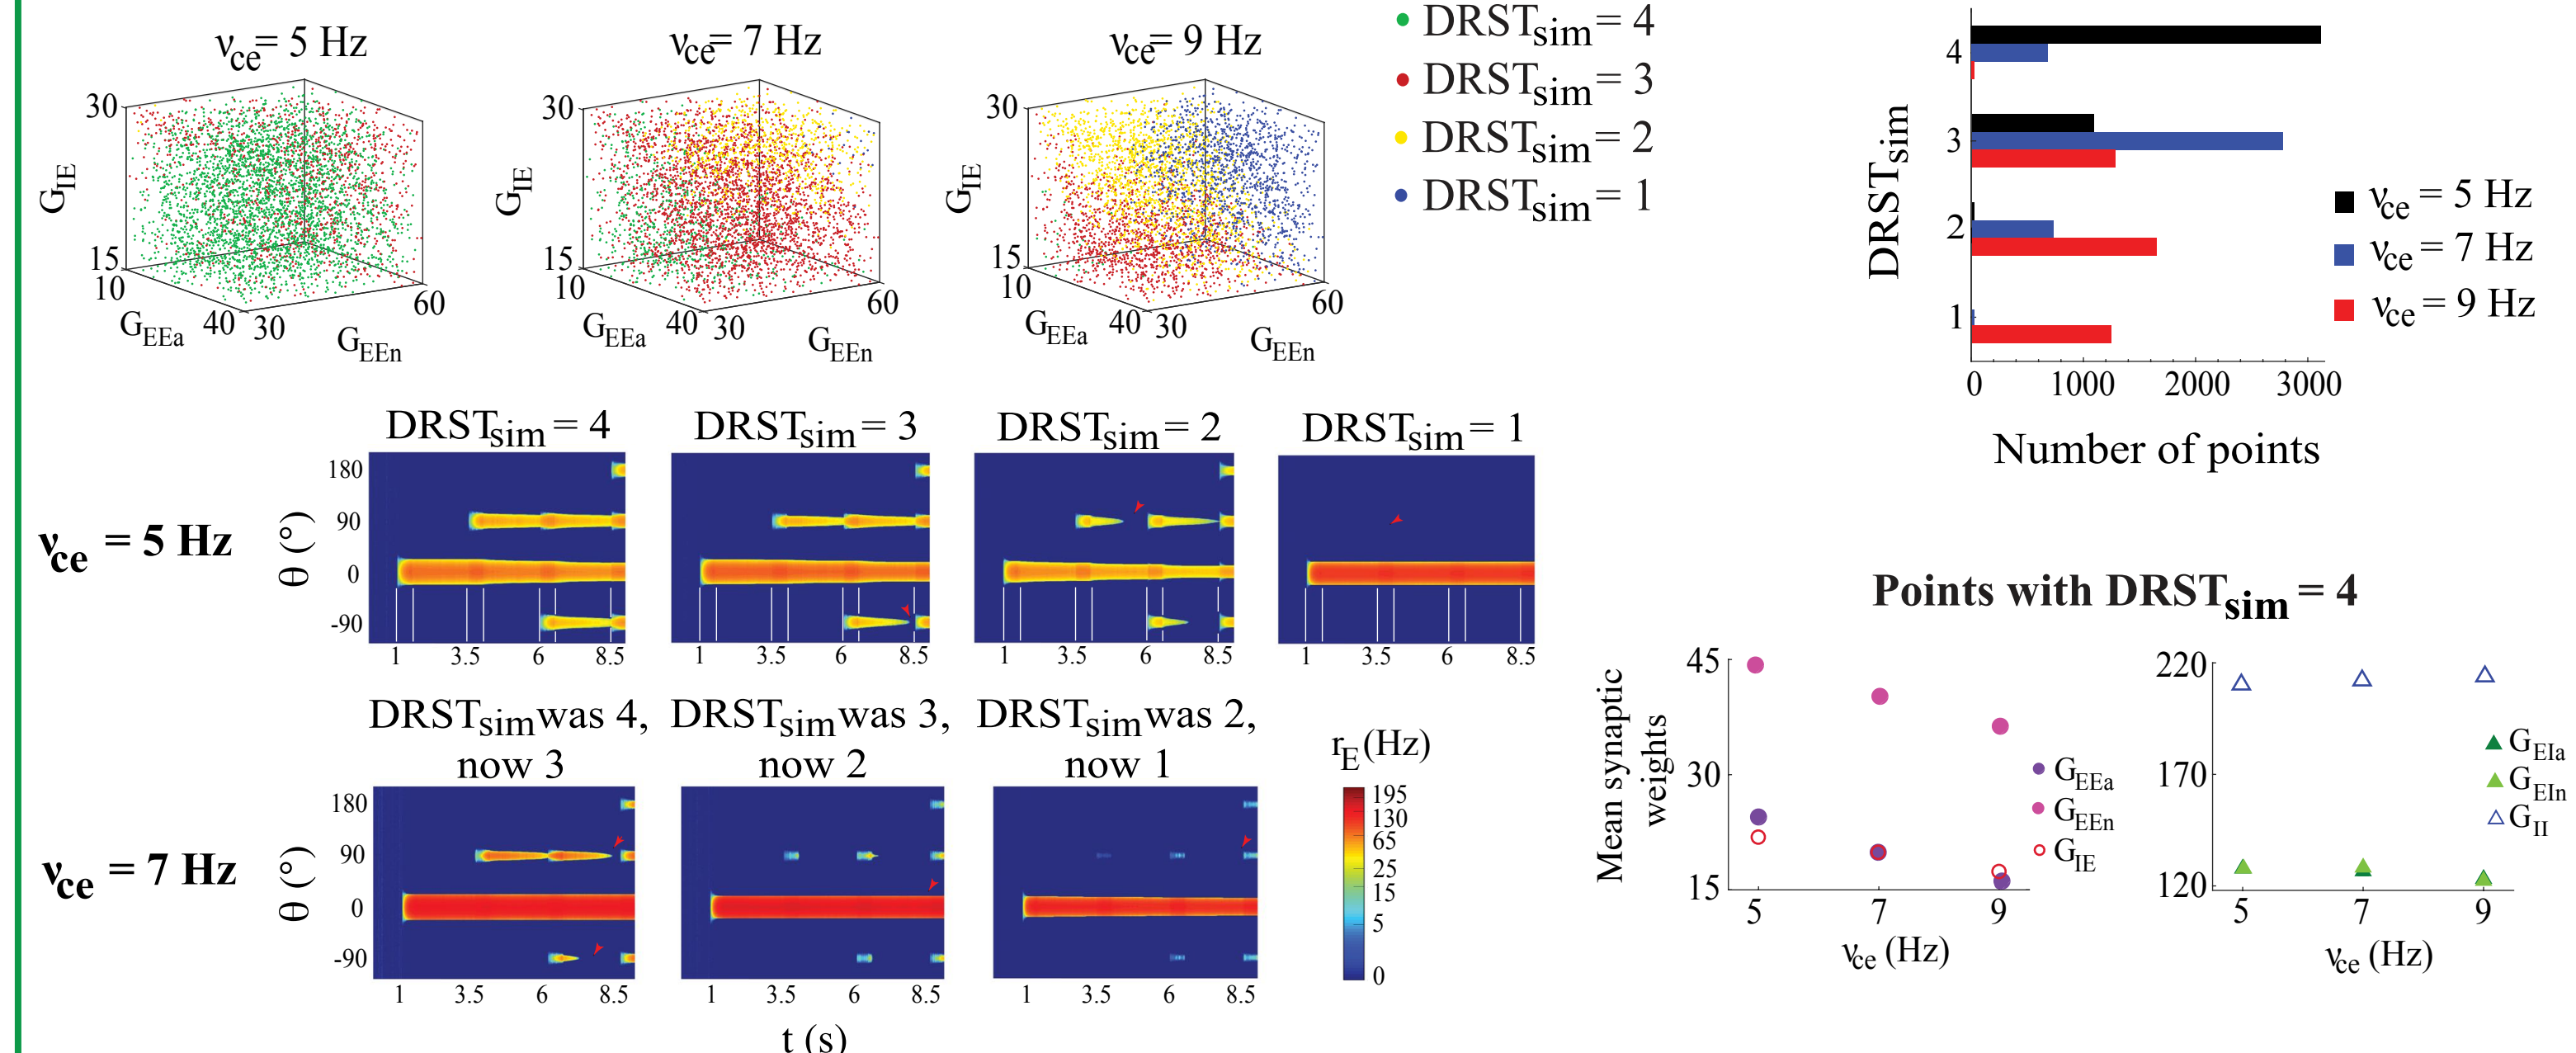 νce= 5 Hz
30
GIE
15
10
GEEa
40
30
GEEn
60
νce= 7 Hz
30
GIE
15
10
GEEa
40
30
GEEn
60
νce= 9 Hz
30
GIE
15
10
GEEa
40
30
GEEn
60
DRSTsim= 4
DRSTsim= 3
DRSTsim= 2
DRSTsim= 1
DRSTsim
4
3
2
1
0 1000 2000 3000
Number of points
νce = 5 Hz
νce = 7 Hz
νce = 9 Hz
νce = 5 Hz
θ (°)
180
90
0
-90
DRSTsim= 4
1 3.5 6 8.5
DRSTsim= 3
1 3.5 6 8.5
DRSTsim= 2
1 3.5 6 8.5
DRSTsim= 1
1 3.5 6 8.5
νce = 7 Hz
θ (°)
180
90
0
-90
DRSTsim was 4,
now 3
1 3.5 6 8.5
DRSTsim was 3,
now 2
1 3.5 6 8.5
DRSTsim was 2,
now 1
1 3.5 6 8.5
t (s)
rE (Hz)
195
130
65
25
15
5
0
Points with DRSTsim = 4
Mean synaptic
weights
45
30
15
5 7 9
νce (Hz)
GEEa
GEEn
GIE
220
170
120
5 7 9
νce (Hz)
GEIa
GEIn
GII